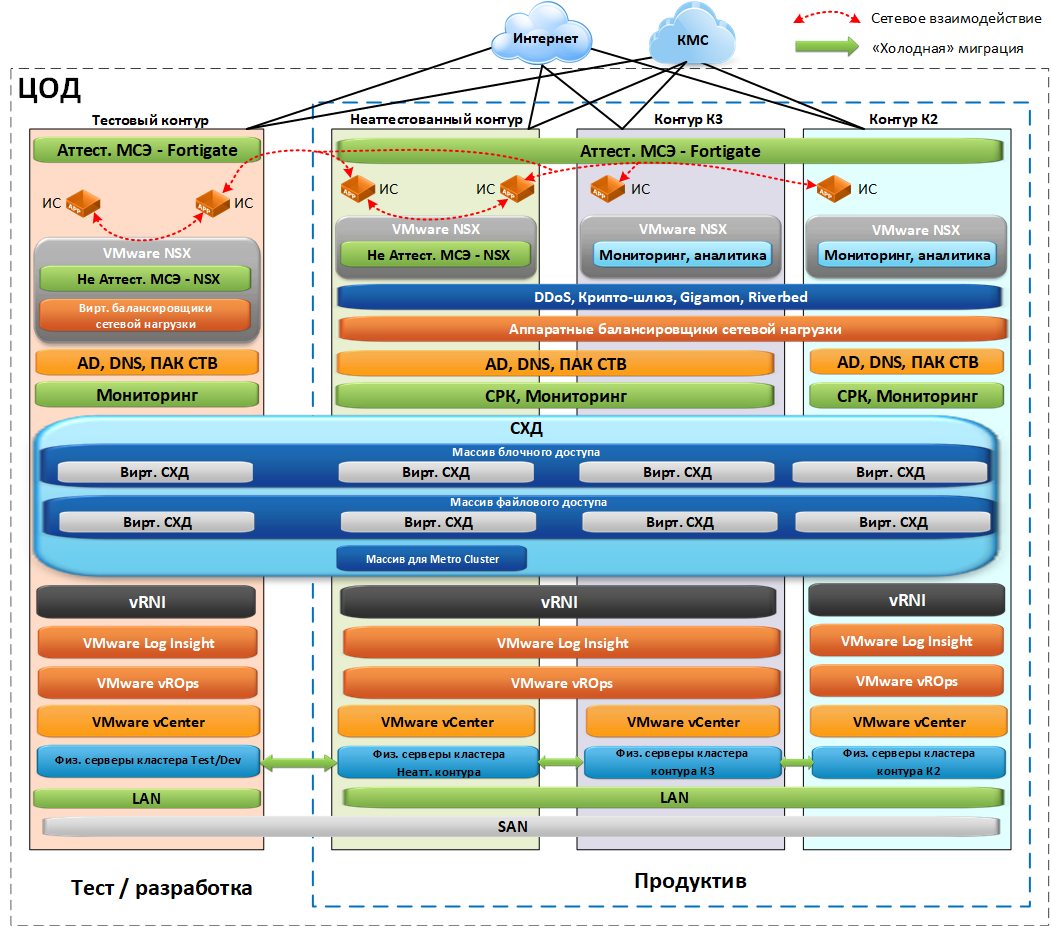 Интернет
КМС
Сетевое взаимодействие
«Холодная» миграция
ЦОД
Тестовый контур
Неаттестованный контур
Контур К3
Контур К2
Аттест. МСЭ - Fortigate
Аттест. МСЭ - Fortigate
ИС
APP
APP
ИС
APP
ИС
ИС
APP
APP
ИС
APP
ИС
VMware NSX
Не Аттест. МСЭ - NSX
Вирт. балансировщики
сетевой нагрузки
VMware NSX
Не Аттест. МСЭ - NSX
VMware NSX
Мониторинг, аналитика
VMware NSX
Мониторинг, аналитика
DDoS, Крипто-шлюз, Gigamon, Riverbed
Аппаратные балансировщики сетевой нагрузки
AD, DNS, ПАК СТВ
AD, DNS, ПАК СТВ
AD, DNS, ПАК СТВ
Мониторинг
СРК, Мониторинг
СРК, Мониторинг
СХД
Массив блочного доступа
Вирт. СХД
Вирт. СХД
Вирт. СХД
Вирт. СХД
Массив файлового доступа
Вирт. СХД
Вирт. СХД
Вирт. СХД
Вирт. СХД
Массив для Metro Cluster
vRNI
vRNI
vRNI
VMware Log Insight
VMware Log Insight
VMware Log Insight
VMware vROps
VMware vROps
VMware vROps
VMware vCenter
VMware vCenter
VMware vCenter
VMware vCenter
Физ. серверы кластера Test/Dev
Физ. серверы кластера
Неатт. контура
Физ. серверы кластера
контура К3
Физ. серверы кластера
контура К2
LAN
LAN
SAN
Тест / разработка
Продуктив